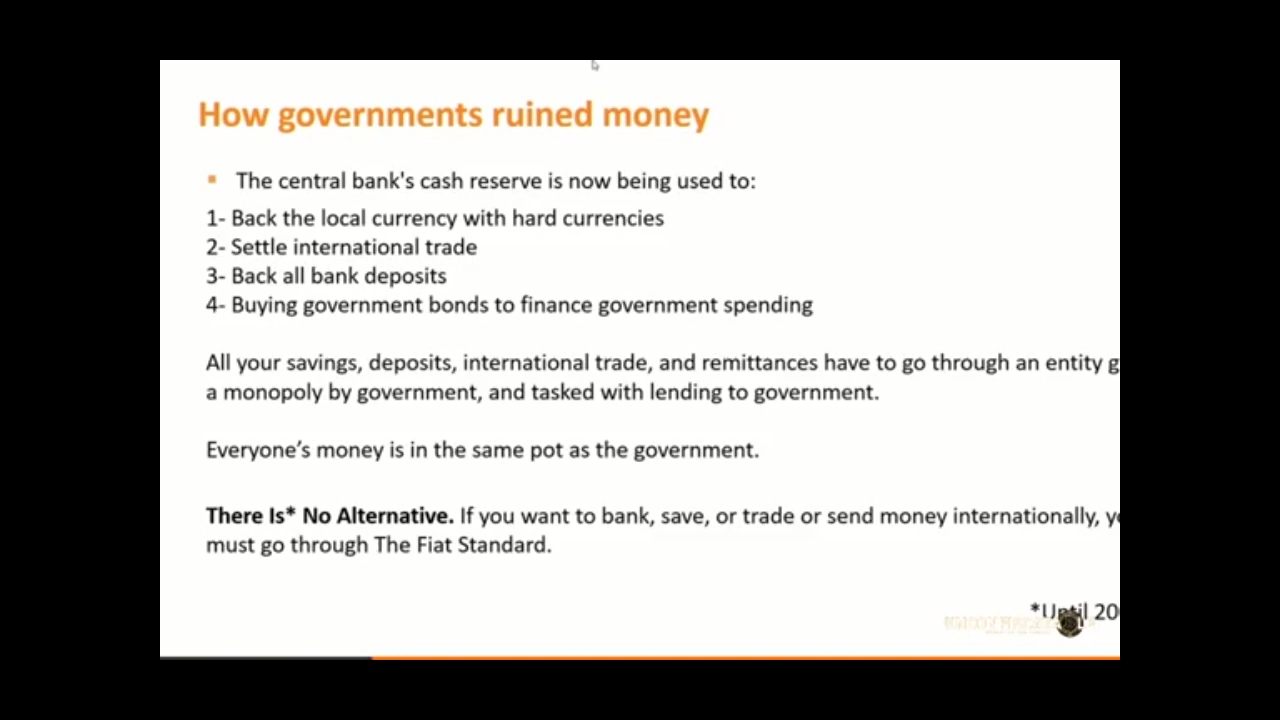 How governments ruined money
▪ The central bank's cash reserve is now being used to:
1- Back the local currency with hard currencies
2- Settle international trade
3- Back all bank deposits
4- Buying government bonds to finance government spending
All your savings, deposits, international trade, and remittances have to go through an entity g
a monopoly by government, and tasked with lending to government.
Everyone’s money is in the same pot as the government.
There Is* No Alternative. If you want to bank, save, or trade or send money internationally, y
must go through The Fiat Standard.
*Until 20